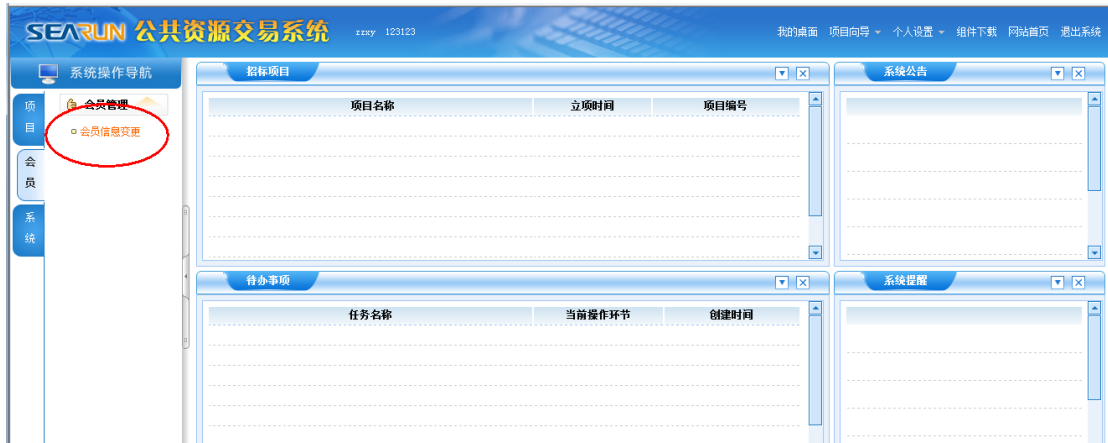 SEARUN 公共资源交易系统 zzxy 123123 我的桌面 项目向导 个人设置 组件下载 网站首页 退出系统
系统操作导航
项目
会员
系统
会员管理
会员信息变更
招标项目
项目名称 立项时间 项目编号
系统公告
待办事项
任务名称 当前操作环节 创建时间
系统提醒